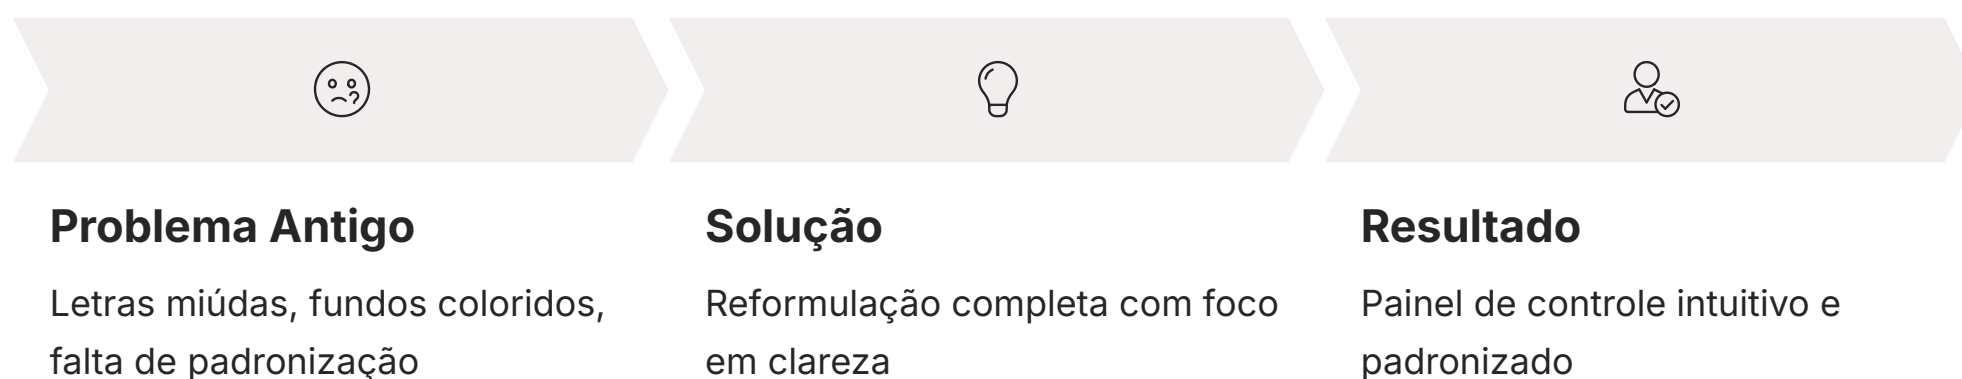 Problema Antigo
Letras miúdas, fundos coloridos,
falta de padronização
Solução
Reformulação completa com foco
em clareza
Resultado
Painel de controle intuitivo e
padronizado